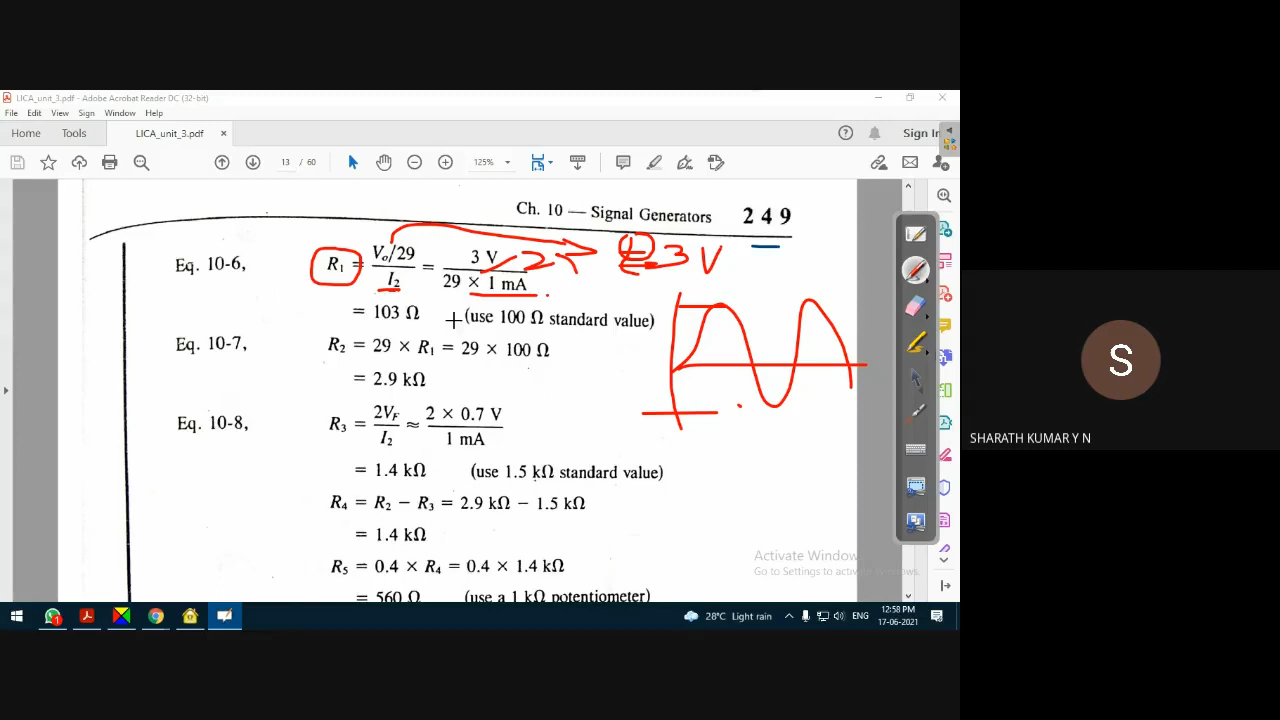 LICA_unit_3.pdf - Adobe Acrobat Reader DC (32-bit)
File Edit View Sign Window Help
Home Tools LICA_unit_3.pdf × Sign In
13 / 60 125%
Ch. 10 — Signal Generators 249
Eq. 10-6, R₁ = Vₒ/29 / I₂ = 3 V / 29 × 1 mA
± 3 V
= 103 Ω (use 100 Ω standard value)
Eq. 10-7, R₂ = 29 × R₁ = 29 × 100 Ω
= 2.9 kΩ
Eq. 10-8, R₃ = 2V_F / I₂ ≈ 2 × 0.7 V / 1 mA
= 1.4 kΩ (use 1.5 kΩ standard value)
R₄ = R₂ − R₃ = 2.9 kΩ − 1.5 kΩ
= 1.4 kΩ
R₅ = 0.4 × R₄ = 0.4 × 1.4 kΩ
= 560 Ω (use a 1 kΩ potentiometer)
Activate Windows
Go to Settings to activate Windows.
28°C Light rain ENG 12:58 PM
17-06-2021
S
SHARATH KUMAR Y N